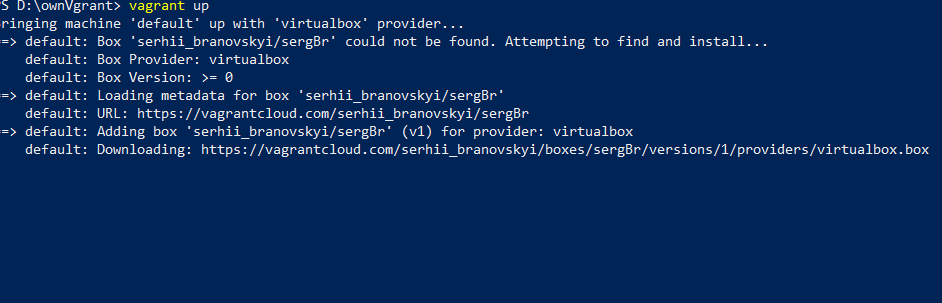 PS D:\ownVgrant> vagrant up
Bringing machine 'default' up with 'virtualbox' provider...
==> default: Box 'serhii_branovskyi/sergBr' could not be found. Attempting to find and install...
default: Box Provider: virtualbox
default: Box Version: >= 0
==> default: Loading metadata for box 'serhii_branovskyi/sergBr'
default: URL: https://vagrantcloud.com/serhii_branovskyi/sergBr
==> default: Adding box 'serhii_branovskyi/sergBr' (v1) for provider: virtualbox
default: Downloading: https://vagrantcloud.com/serhii_branovskyi/boxes/sergBr/versions/1/providers/virtualbox.box